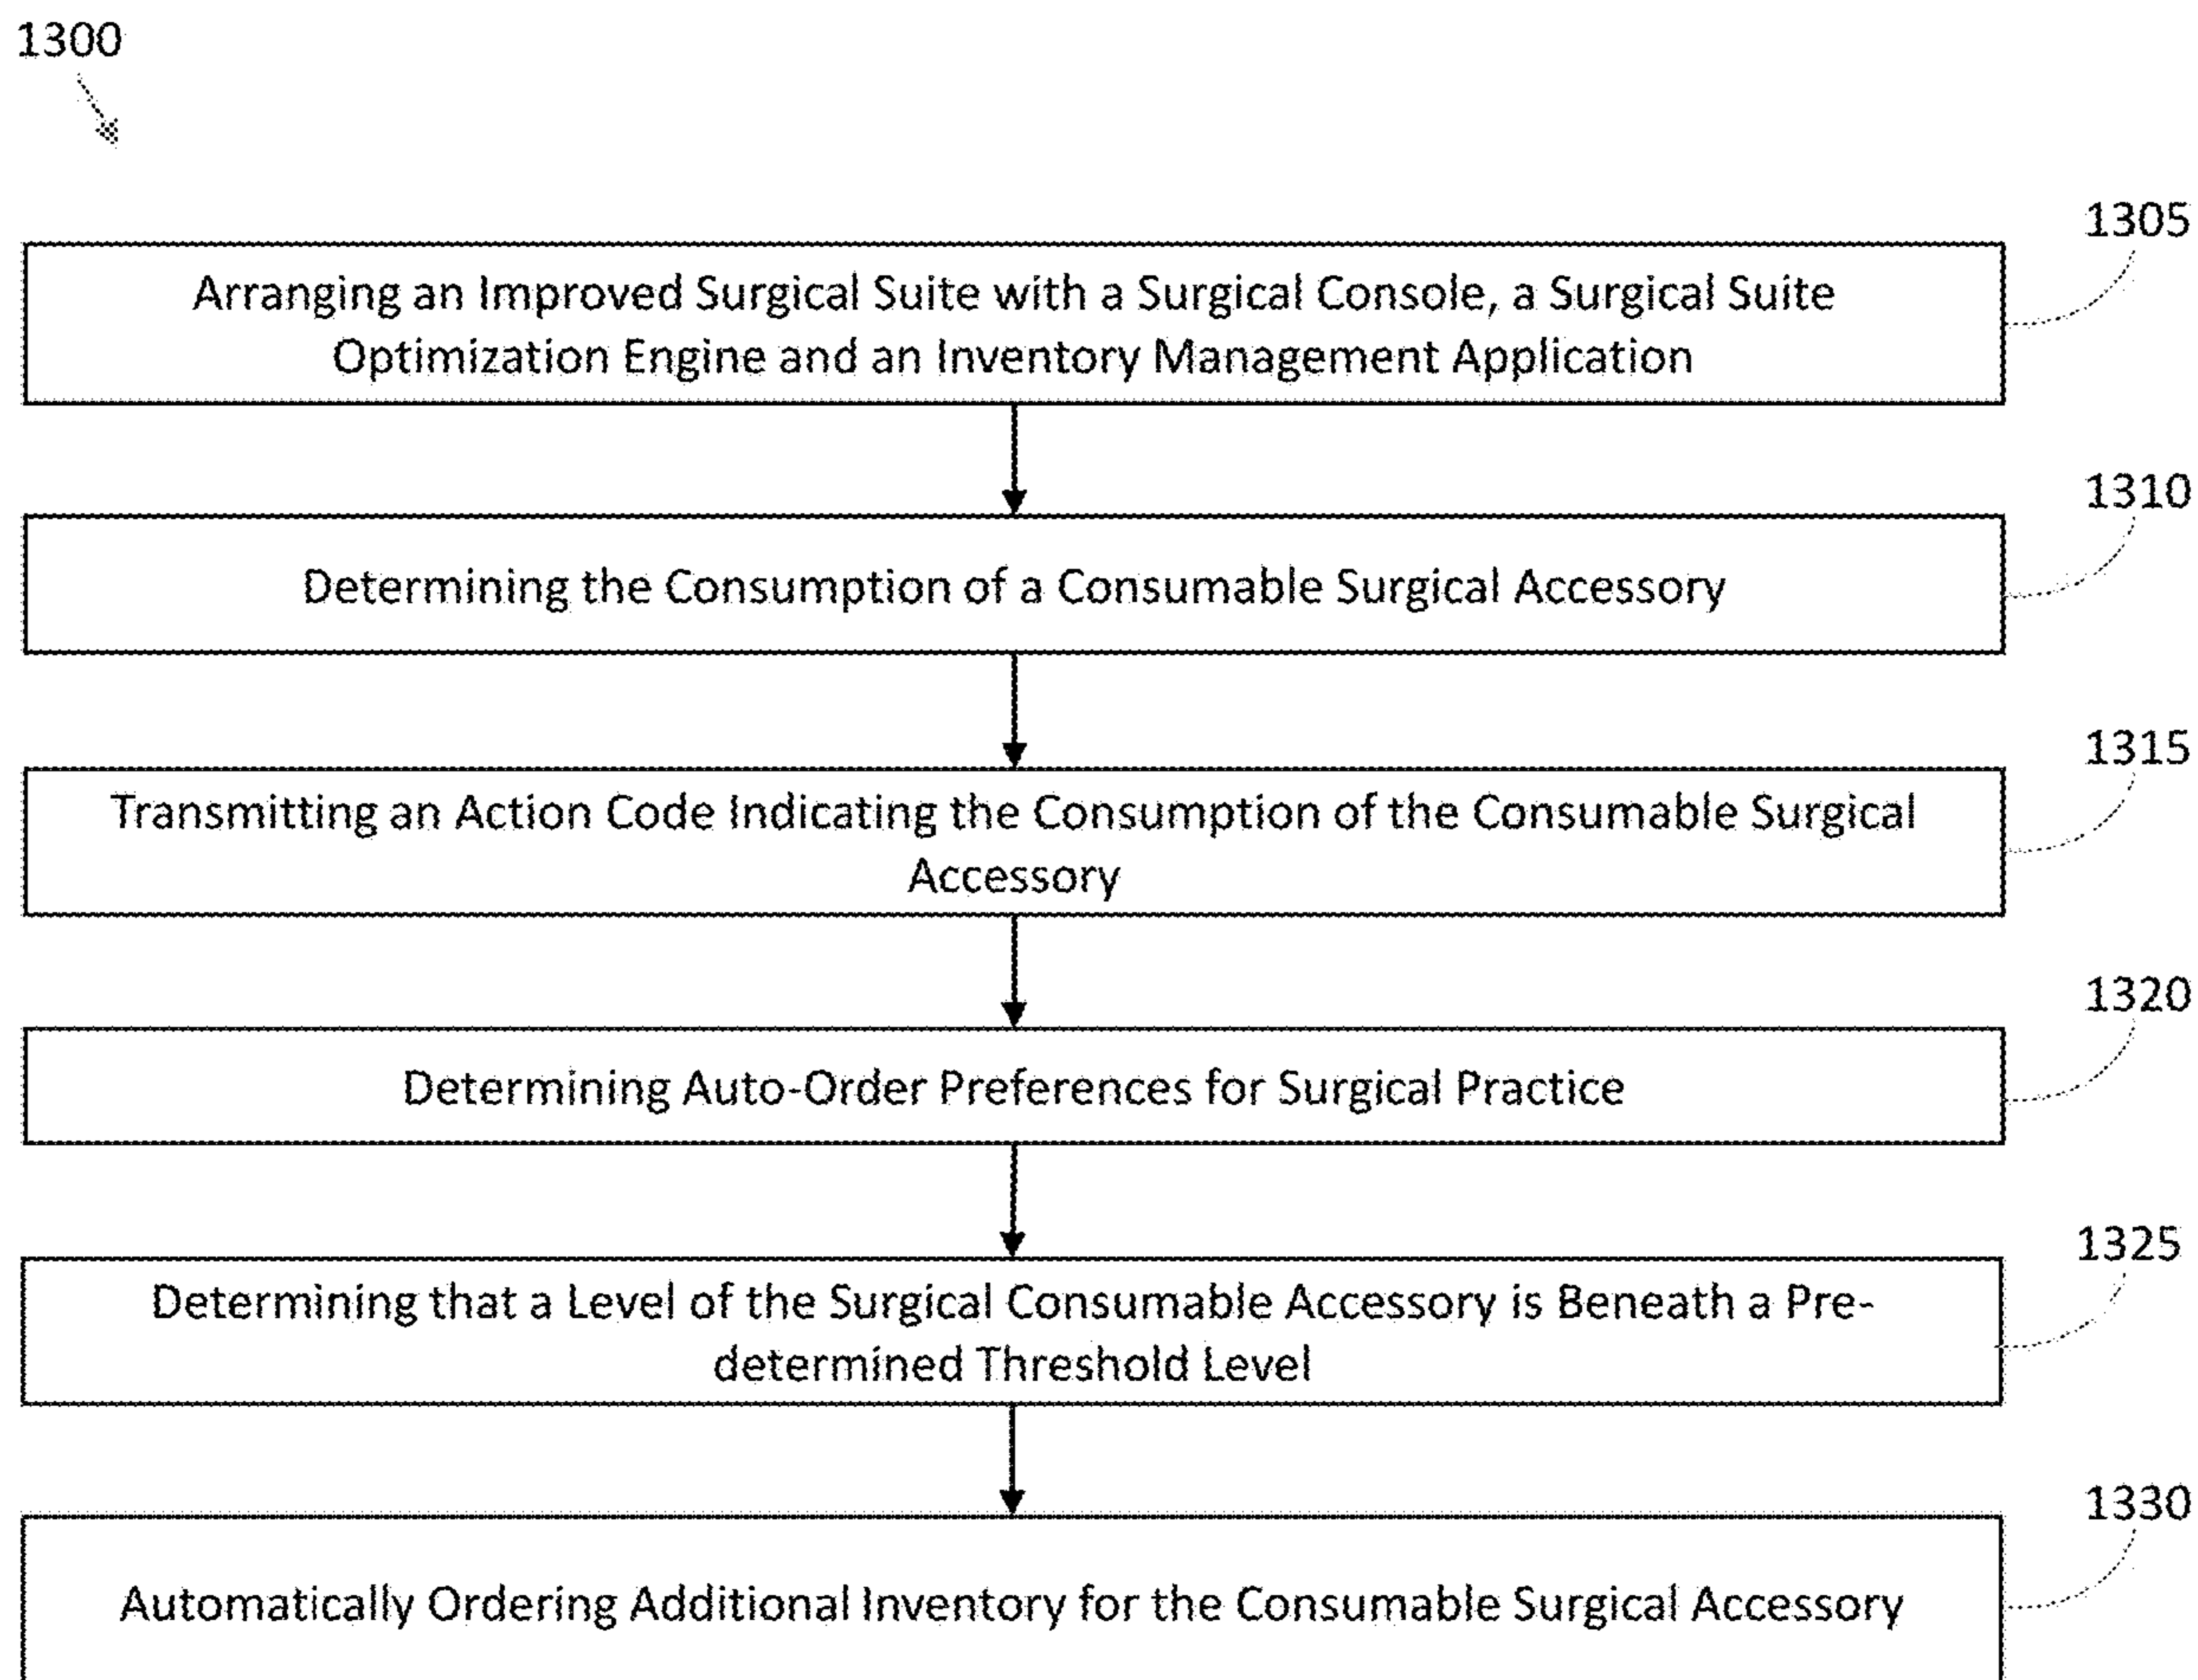 1300
1305
Arranging an Improved Surgical Suite with a Surgical Console, a Surgical Suite
Optimization Engine and an Inventory Management Application
1310
Determining the Consumption of a Consumable Surgical Accessory
1315
Transmitting an Action Code Indicating the Consumption of the Consumable Surgical
Accessory
1320
Determining Auto-Order Preferences for Surgical Practice
1325
Determining that a Level of the Surgical Consumable Accessory is Beneath a Pre-
determined Threshold Level
1330
Automatically Ordering Additional Inventory for the Consumable Surgical Accessory